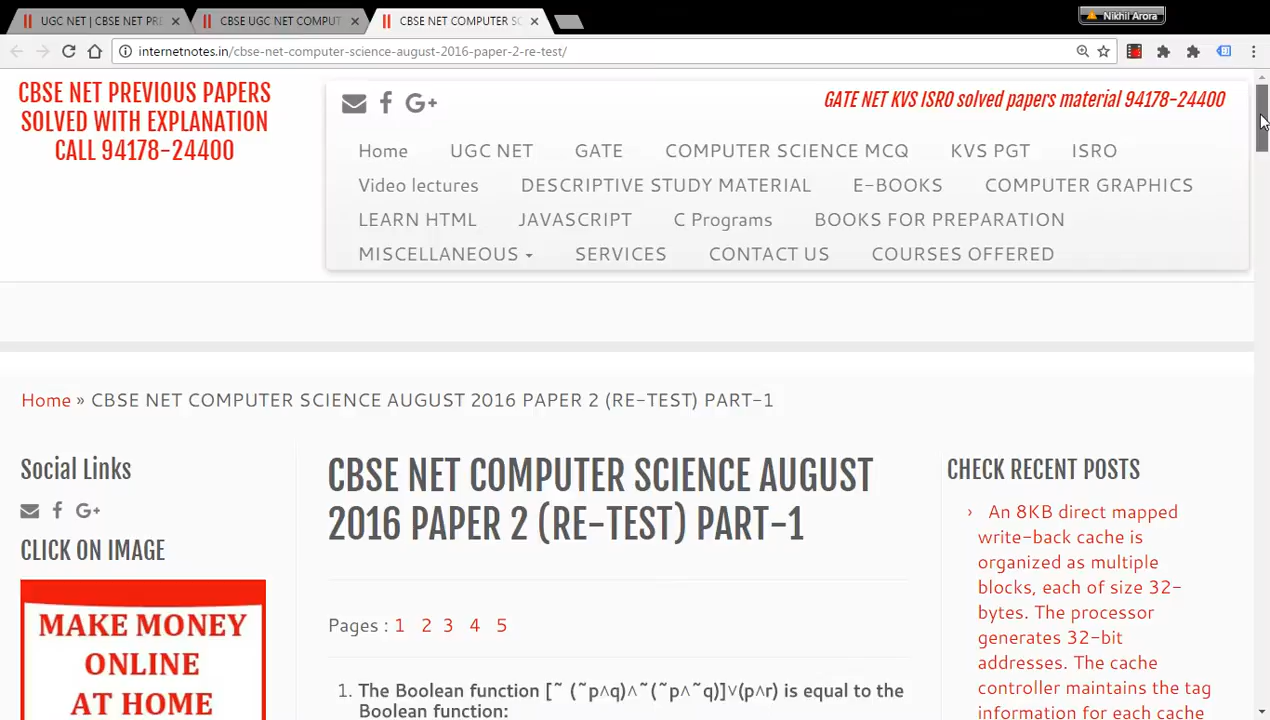 UGC NET | CBSE NET PRE
CBSE UGC NET COMPUT
CBSE NET COMPUTER SC
Nikhil Arora
internetnotes.in/cbse-net-computer-science-august-2016-paper-2-re-test/
CBSE NET PREVIOUS PAPERS
SOLVED WITH EXPLANATION
CALL 94178-24400
GATE NET KVS ISRO solved papers material 94178-24400
Home UGC NET GATE COMPUTER SCIENCE MCQ KVS PGT ISRO
Video lectures DESCRIPTIVE STUDY MATERIAL E-BOOKS COMPUTER GRAPHICS
LEARN HTML JAVASCRIPT C Programs BOOKS FOR PREPARATION
MISCELLANEOUS SERVICES CONTACT US COURSES OFFERED
Home » CBSE NET COMPUTER SCIENCE AUGUST 2016 PAPER 2 (RE-TEST) PART-1
Social Links
CLICK ON IMAGE
MAKE MONEY
ONLINE
AT HOME
CBSE NET COMPUTER SCIENCE AUGUST
2016 PAPER 2 (RE-TEST) PART-1
Pages : 1 2 3 4 5
1. The Boolean function [~ (~p^q)^~(~p^~q)]v(p^r) is equal to the
Boolean function:
CHECK RECENT POSTS
› An 8KB direct mapped
write-back cache is
organized as multiple
blocks, each of size 32-
bytes. The processor
generates 32-bit
addresses. The cache
controller maintains the tag
information for each cache